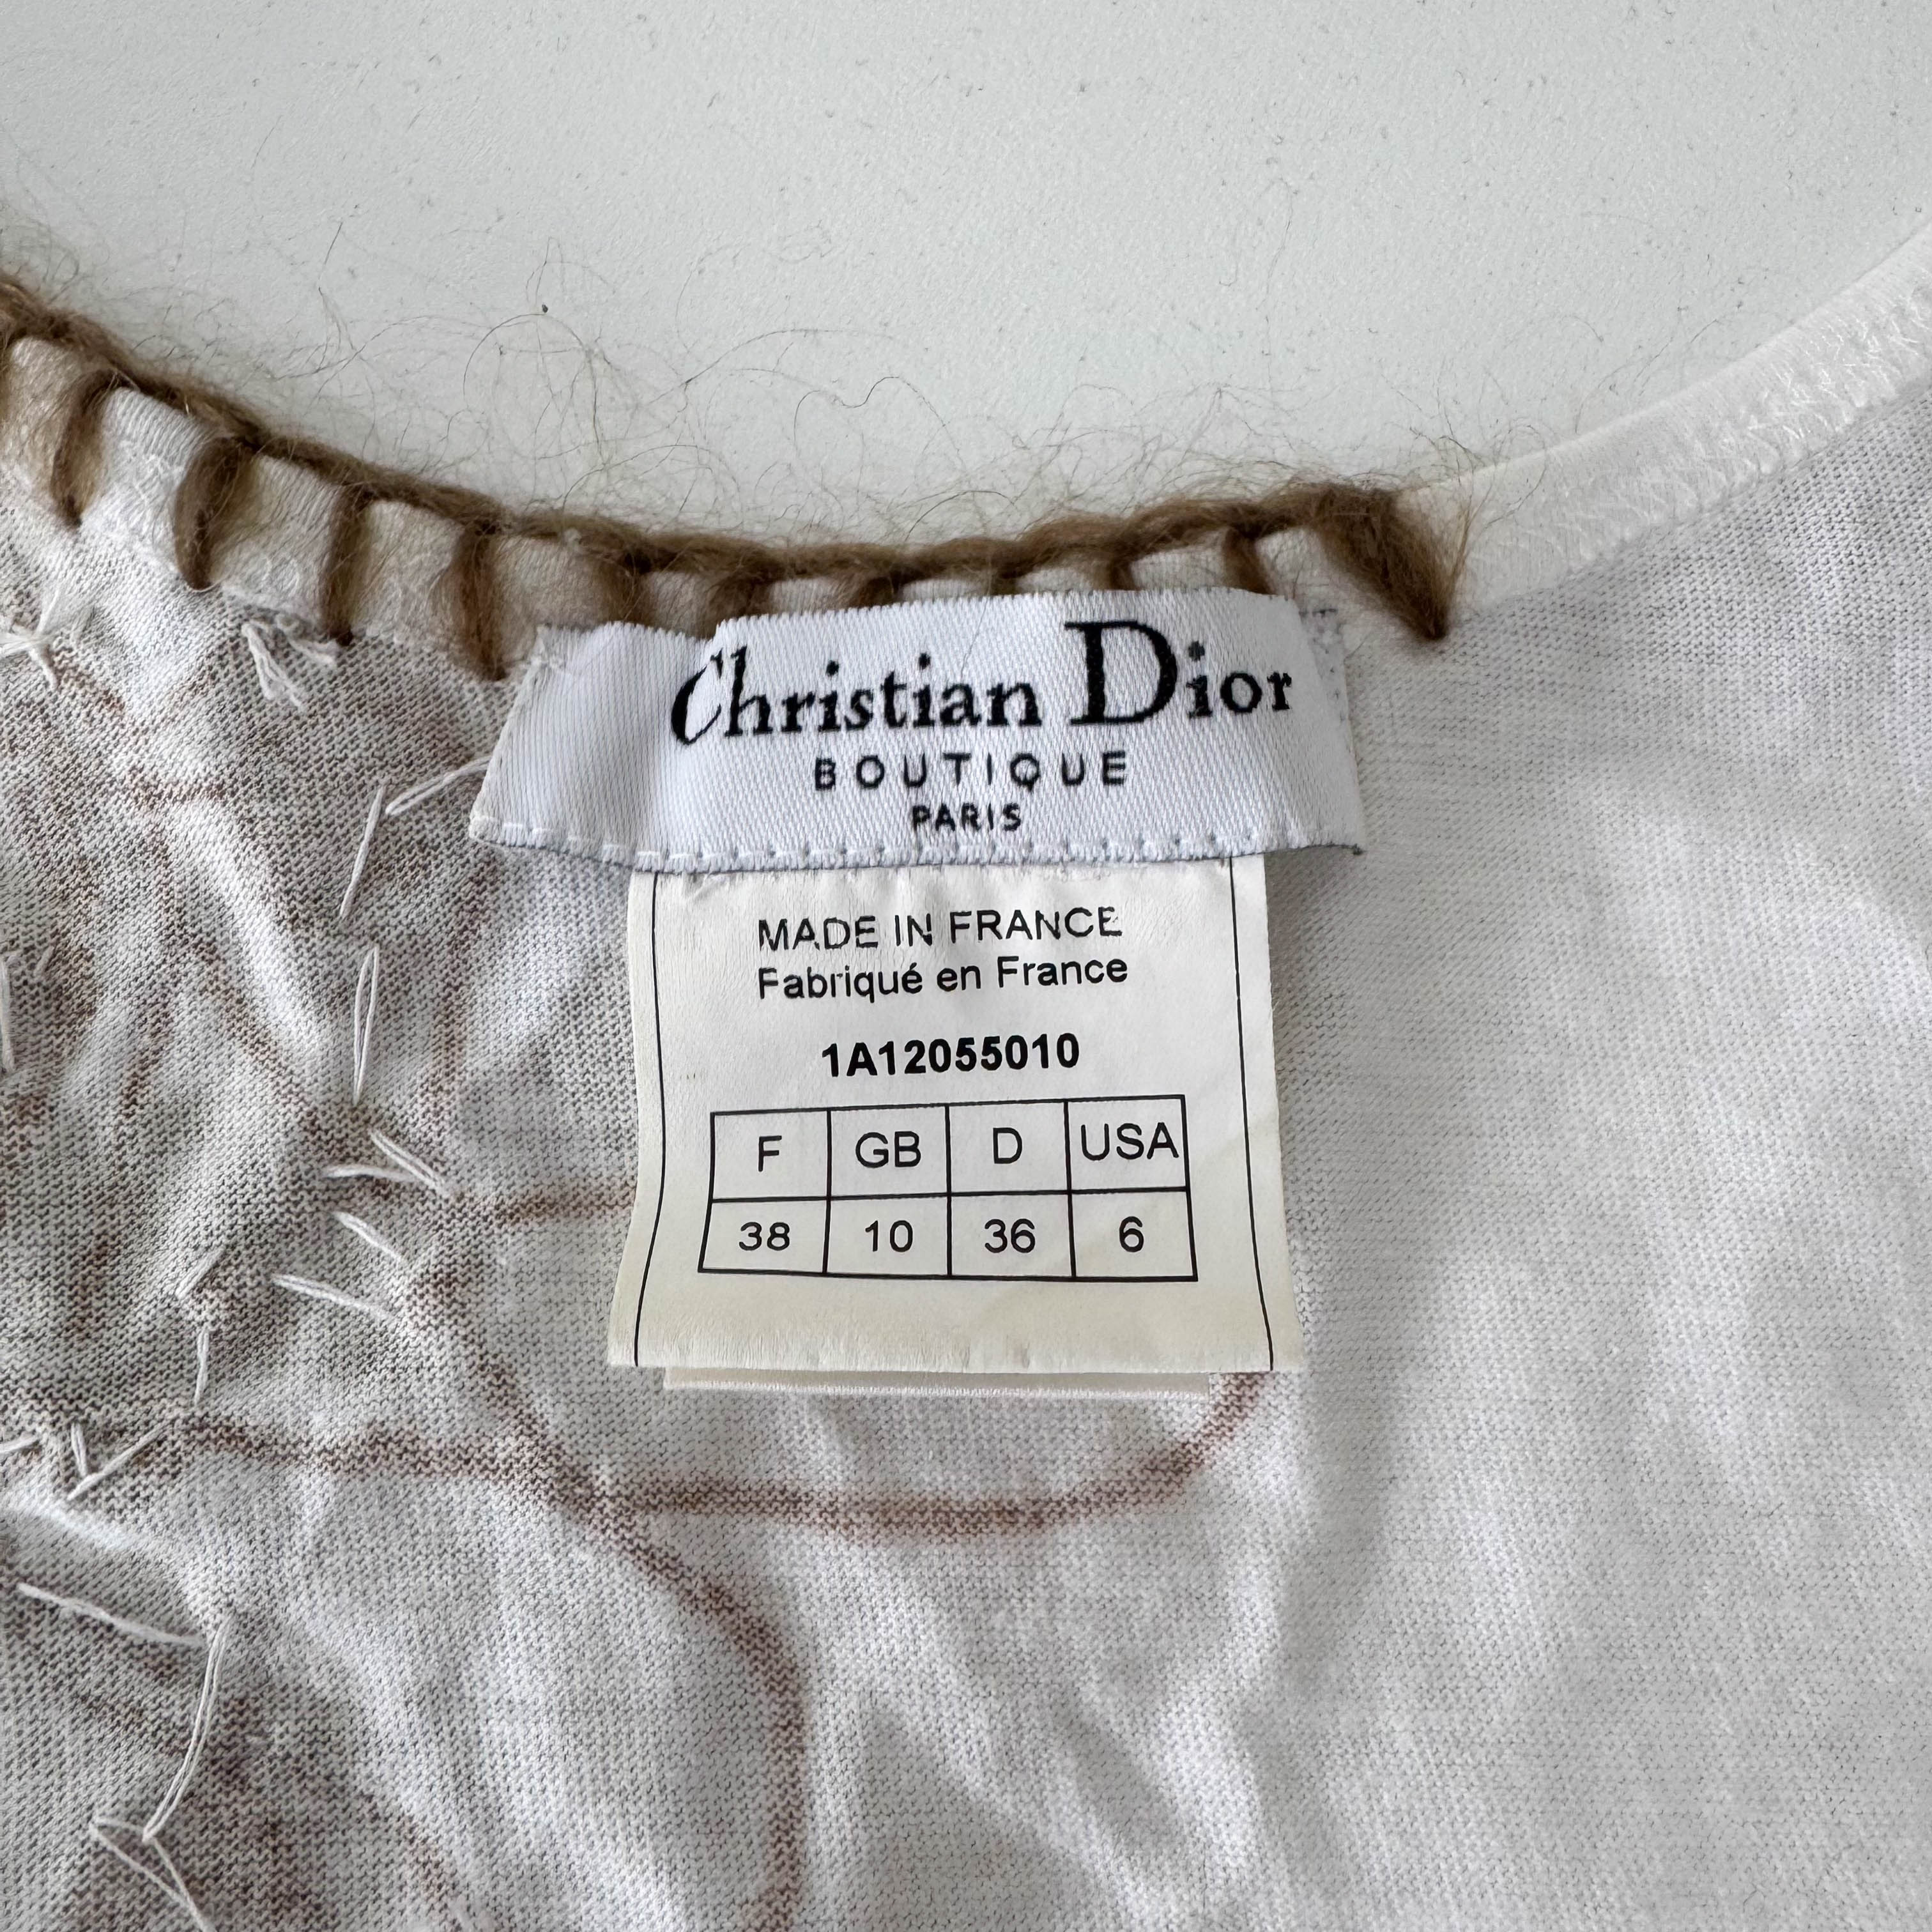 Christian Dior
BOUTIQUE
PARIS
MADE IN FRANCE
Fabriqué en France
1A12055010
F GB D USA
38 10 36 6